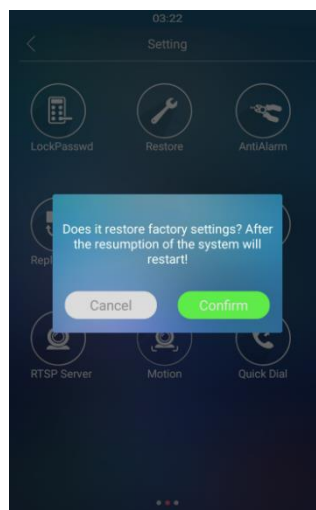 03:22
Setting
LockPasswd
Restore
AntiAlarm
Does it restore factory settings? After
the resumption of the system will
restart!
Cancel
Confirm
RTSP Server
Motion
Quick Dial